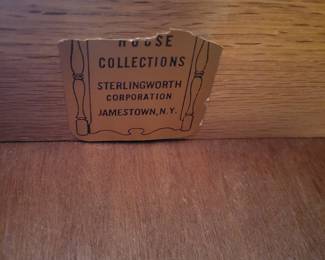 HOUSE
COLLECTIONS
STERLINGWORTH
CORPORATION
JAMESTOWN, N.Y.